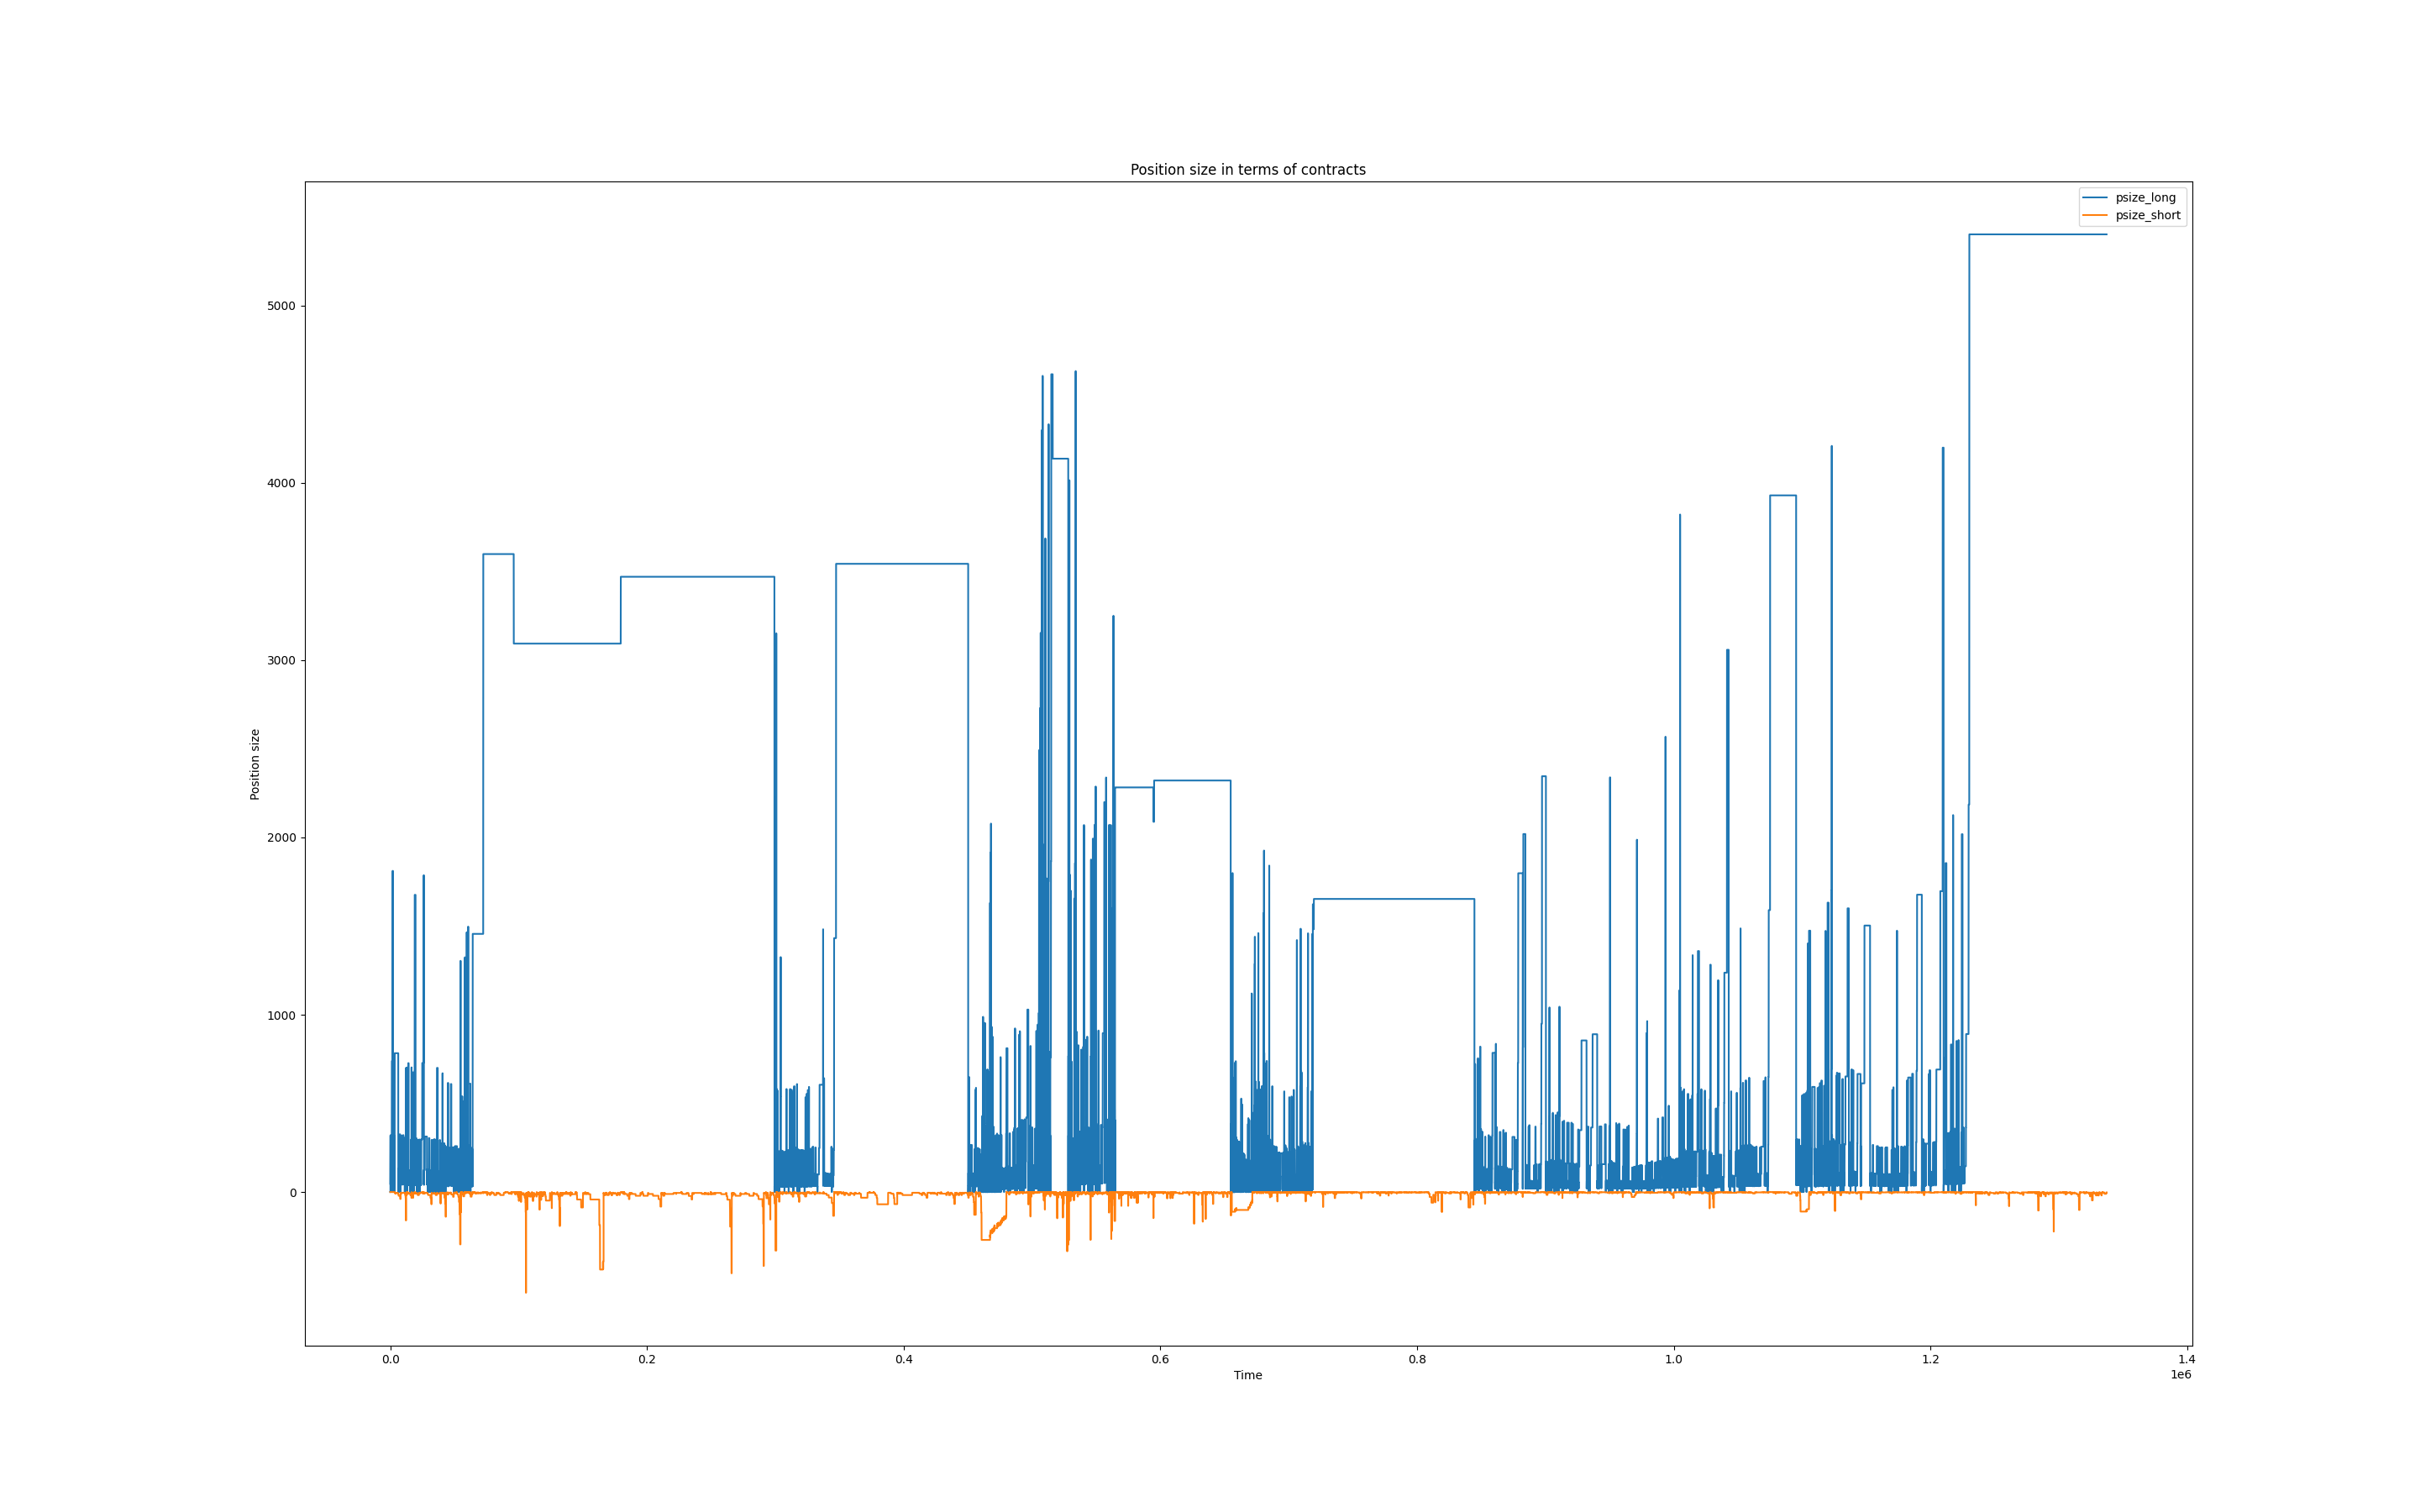 Position size in terms of contracts
psize_long
psize_short
Position size
5000
4000
3000
2000
1000
0
0.0
0.2
0.4
0.6
0.8
1.0
1.2
1.4
Time
1e6